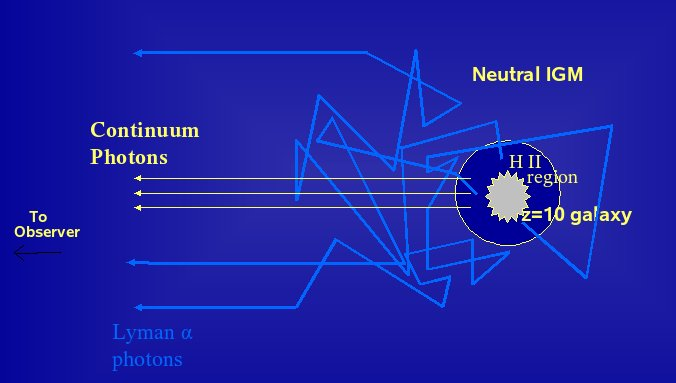 Neutral IGM
Continuum
Photons
H II
region
To
Observer
z=10 galaxy
Lyman α
photons